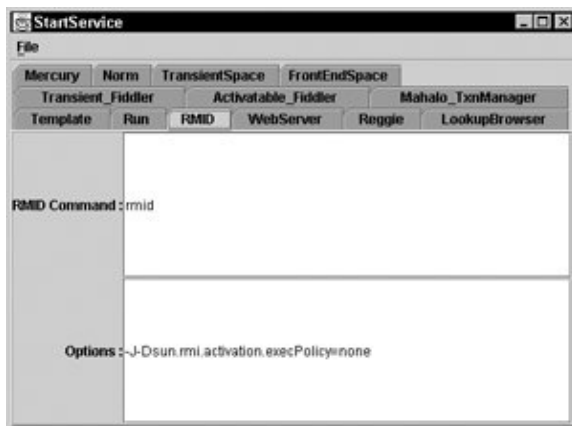 StartService
File
Mercury Norm TransientSpace FrontEndSpace
Transient_Fiddler Activatable_Fiddler Mahalo_TxnManager
Template Run RMID WebServer Reggie LookupBrowser
RMID Command : rmid
Options : -J-Dsun.rmi.activation.execPolicy=none